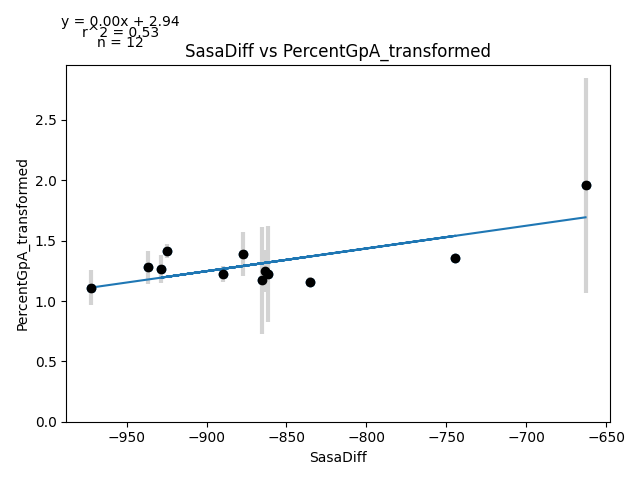 y = 0.00x + 2.94
r^2 = 0.53
n = 12
SasaDiff vs PercentGpA_transformed
PercentGpA_transformed
2.5
2.0
1.5
1.0
0.5
0.0
−950
−900
−850
−800
−750
−700
−650
SasaDiff